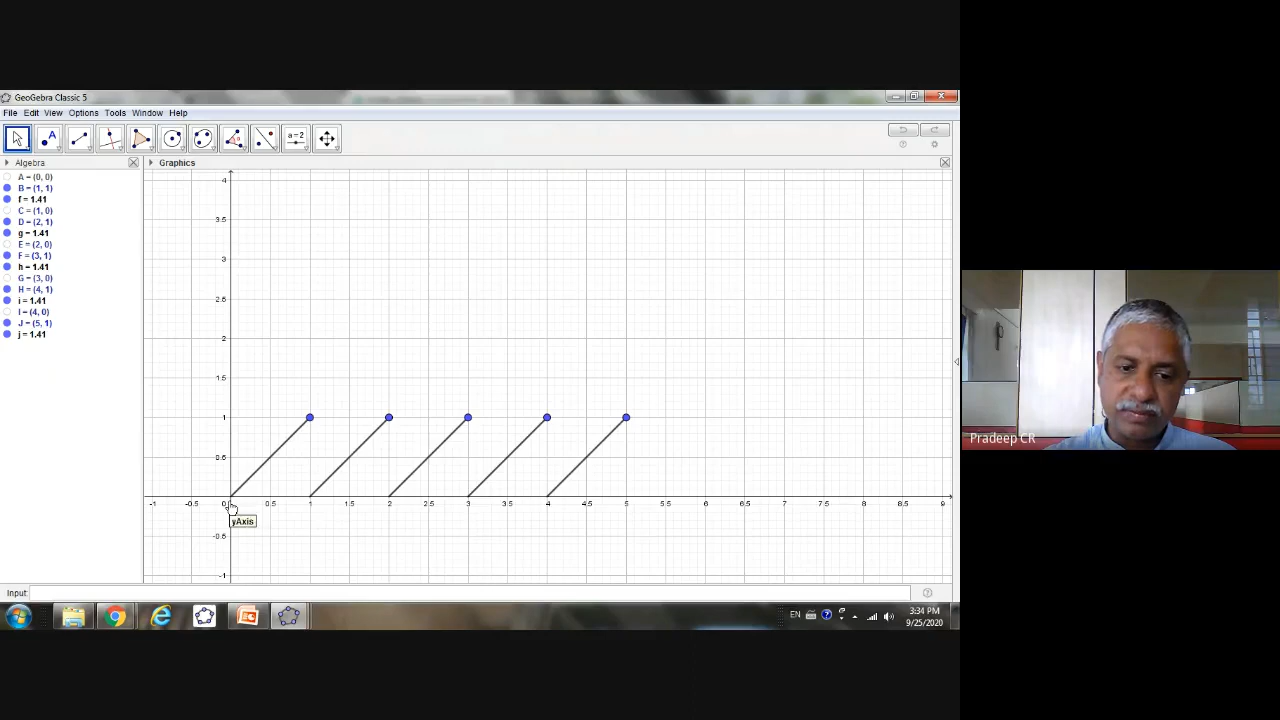 GeoGebra Classic 5
File Edit View Options Tools Window Help
a=2
Algebra
Graphics
A = (0, 0)
B = (1, 1)
f = 1.41
C = (1, 0)
D = (2, 1)
g = 1.41
E = (2, 0)
F = (3, 1)
h = 1.41
G = (3, 0)
H = (4, 1)
i = 1.41
I = (4, 0)
J = (5, 1)
j = 1.41
4
3.5
3
2.5
2
1.5
1
0.5
-1 -0.5 0 0.5 1 1.5 2 2.5 3 3.5 4 4.5 5 5.5 6 6.5 7 7.5 8 8.5 9
yAxis
-0.5
-1
Input:
EN
3:34 PM
9/25/2020
Pradeep CR